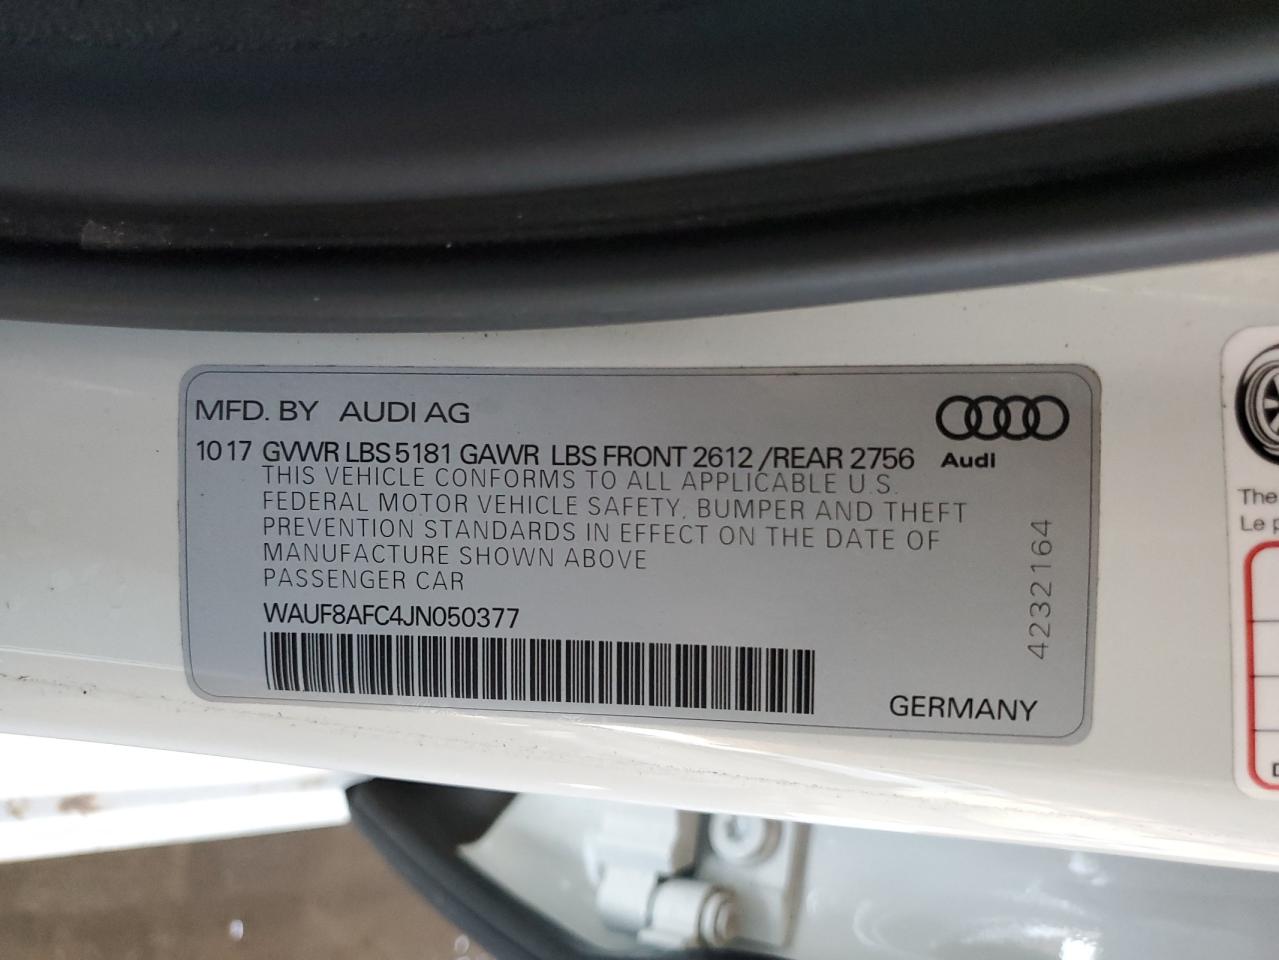 MFD. BY AUDI AG
10 17 GVWR LBS 5181 GAWR LBS FRONT 2612 /REAR 2756
Audi
THIS VEHICLE CONFORMS TO ALL APPLICABLE U.S.
FEDERAL MOTOR VEHICLE SAFETY, BUMPER AND THEFT
PREVENTION STANDARDS IN EFFECT ON THE DATE OF
MANUFACTURE SHOWN ABOVE
PASSENGER CAR
WAUF8AFC4JN050377
4232164
GERMANY
The
Le